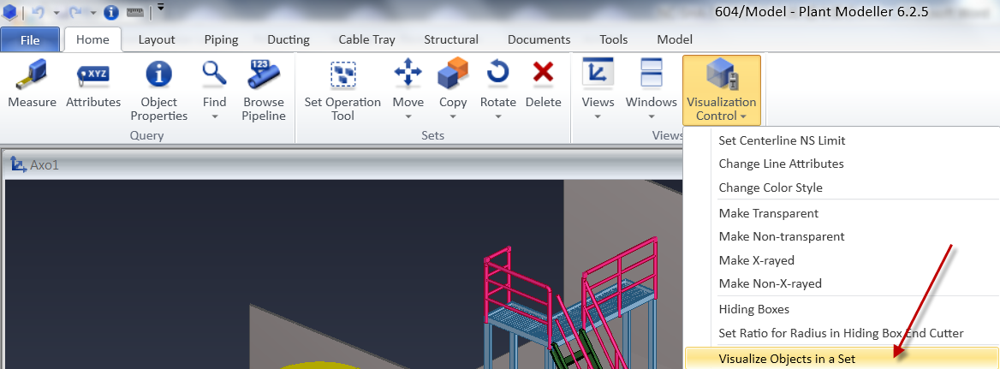 604/Model - Plant Modeller 6.2.5
File Home Layout Piping Ducting Cable Tray Structural Documents Tools Model
XYZ 123
Measure Attributes Object Properties Find Browse Pipeline Set Operation Tool Move Copy Rotate Delete Views Windows Visualization Control
Query Sets Views
Axo1
Set Centerline NS Limit
Change Line Attributes
Change Color Style
Make Transparent
Make Non-transparent
Make X-rayed
Make Non-X-rayed
Hiding Boxes
Set Ratio for Radius in Hiding Box End Cutter
Visualize Objects in a Set